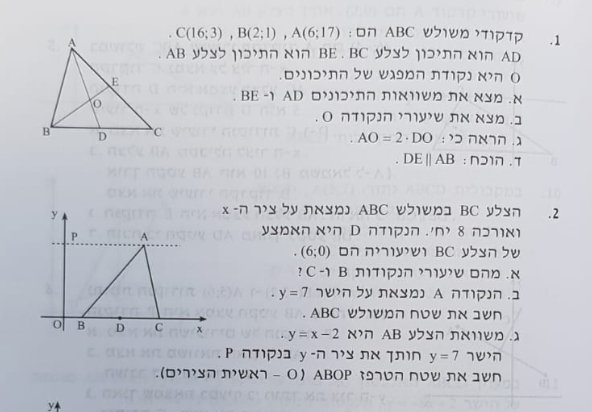 1. קדקודי משולש ABC הם: A(6;17) , B(2;1) , C(16;3) .
AD הוא התיכון לצלע BC. BE הוא התיכון לצלע AB .
O היא נקודת המפגש של התיכונים.
א. מצא את משוואות התיכונים AD ו- BE .
ב. מצא את שיעורי הנקודה O .
ג. הראה כי: AO = 2·DO .
ד. הוכח: DE || AB .
A
E
O
B
D
C
2. הצלע BC במשולש ABC נמצאת על ציר ה- x
ואורכה 8 יח'. הנקודה D היא האמצע
של הצלע BC ושיעוריה הם (6;0) .
א. מהם שיעורי הנקודות B ו- C ?
ב. הנקודה A נמצאת על הישר y = 7 .
חשב את שטח המשולש ABC .
ג. משוואת הצלע AB היא y = x – 2 .
הישר y = 7 חותך את ציר ה- y בנקודה P .
חשב את שטח הטרפז ABOP (O – ראשית הצירים).
y
P
A
O
B
D
C
x
y